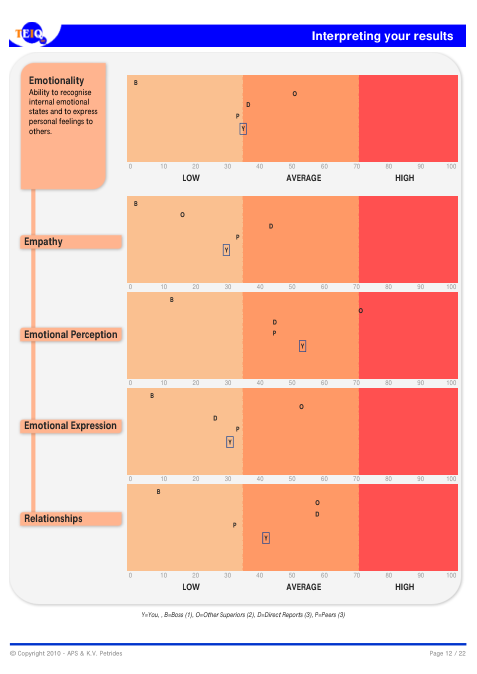 TEIQ
Interpreting your results
Emotionality
Ability to recognise
internal emotional
states and to express
personal feelings to
others.
B
O
D
P
Y
0 10 20 30 40 50 60 70 80 90 100
LOW AVERAGE HIGH
Empathy
B
O
D
P
Y
0 10 20 30 40 50 60 70 80 90 100
Emotional Perception
B
O
D
P
Y
0 10 20 30 40 50 60 70 80 90 100
Emotional Expression
B
O
D
P
Y
0 10 20 30 40 50 60 70 80 90 100
Relationships
B
O
D
P
Y
0 10 20 30 40 50 60 70 80 90 100
LOW AVERAGE HIGH
Y=You, , B=Boss (1), O=Other Superiors (2), D=Direct Reports (3), P=Peers (3)
© Copyright 2010 - APS & K.V. Petrides Page 12 / 22